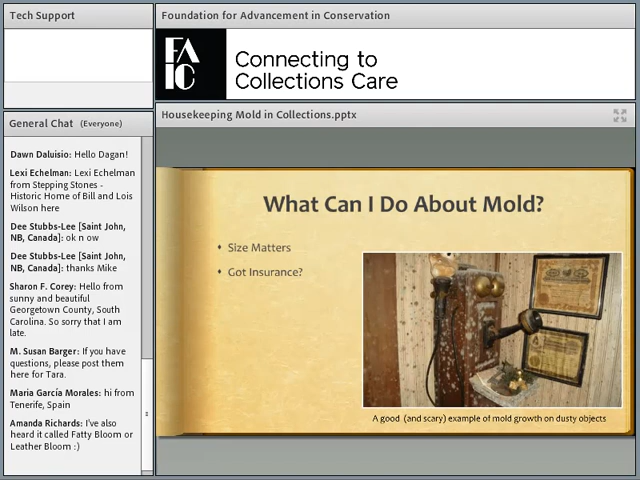 Tech Support
Foundation for Advancement in Conservation
FA
IC
Connecting to
Collections Care
General Chat (Everyone)
Dawn Daluisio: Hello Dagan!
Lexi Echelman: Lexi Echelman
from Stepping Stones -
Historic Home of Bill and Lois
Wilson here
Dee Stubbs-Lee [Saint John,
NB, Canada]: ok n ow
Dee Stubbs-Lee [Saint John,
NB, Canada]: thanks Mike
Sharon F. Corey: Hello from
sunny and beautiful
Georgetown County, South
Carolina. So sorry that I am
late.
M. Susan Barger: If you have
questions, please post them
here for Tara.
Maria García Morales: hi from
Tenerife, Spain
Amanda Richards: I've also
heard it called Fatty Bloom or
Leather Bloom :)
Housekeeping Mold in Collections.pptx
What Can I Do About Mold?
Size Matters
Got Insurance?
A good (and scary) example of mold growth on dusty objects